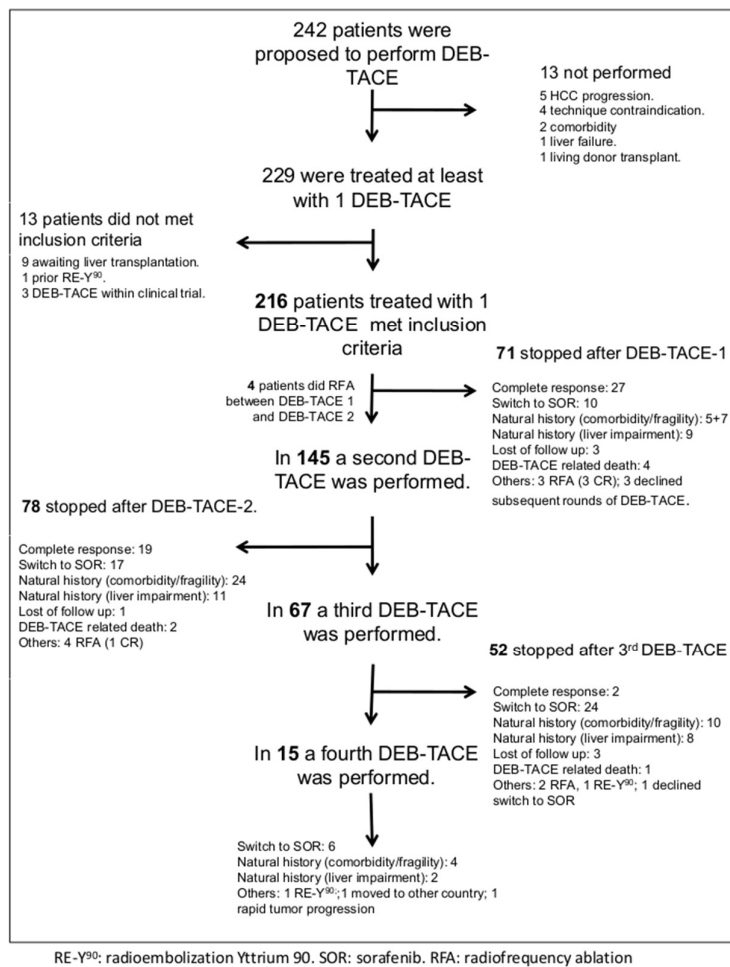 242 patients were
proposed to perform DEB-
TACE
13 not performed
5 HCC progression.
4 technique contraindication.
2 comorbidity
1 liver failure.
1 living donor transplant.
229 were treated at least
with 1 DEB-TACE
13 patients did not met
inclusion criteria
9 awaiting liver transplantation.
1 prior RE-Y⁹⁰.
3 DEB-TACE within clinical trial.
216 patients treated with 1
DEB-TACE met inclusion
criteria
71 stopped after DEB-TACE-1
Complete response: 27
Switch to SOR: 10
Natural history (comorbidity/fragility): 5+7
Natural history (liver impairment): 9
Lost of follow up: 3
DEB-TACE related death: 4
Others: 3 RFA (3 CR); 3 declined
subsequent rounds of DEB-TACE.
4 patients did RFA
between DEB-TACE 1
and DEB-TACE 2
In 145 a second DEB-
TACE was performed.
78 stopped after DEB-TACE-2.
Complete response: 19
Switch to SOR: 17
Natural history (comorbidity/fragility): 24
Natural history (liver impairment): 11
Lost of follow up: 1
DEB-TACE related death: 2
Others: 4 RFA (1 CR)
In 67 a third DEB-TACE
was performed.
52 stopped after 3rd DEB-TACE
Complete response: 2
Switch to SOR: 24
Natural history (comorbidity/fragility): 10
Natural history (liver impairment): 8
Lost of follow up: 3
DEB-TACE related death: 1
Others: 2 RFA, 1 RE-Y⁹⁰; 1 declined
switch to SOR
In 15 a fourth DEB-TACE
was performed.
Switch to SOR: 6
Natural history (comorbidity/fragility): 4
Natural history (liver impairment): 2
Others: 1 RE-Y⁹⁰;;1 moved to other country; 1
rapid tumor progression
RE-Y⁹⁰: radioembolization Yttrium 90. SOR: sorafenib. RFA: radiofrequency ablation